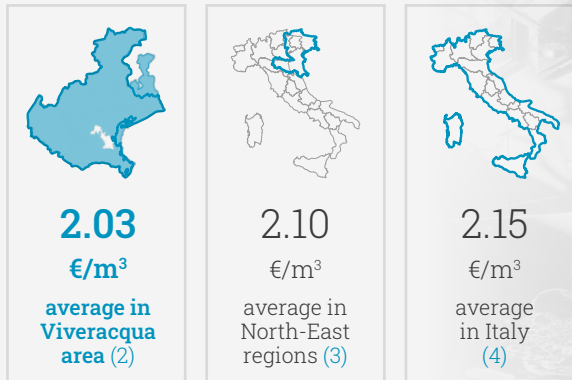 2.03
€/m³
average in
Viveracqua
area (2)
2.10
€/m³
average in
North-East
regions (3)
2.15
€/m³
average
in Italy
(4)